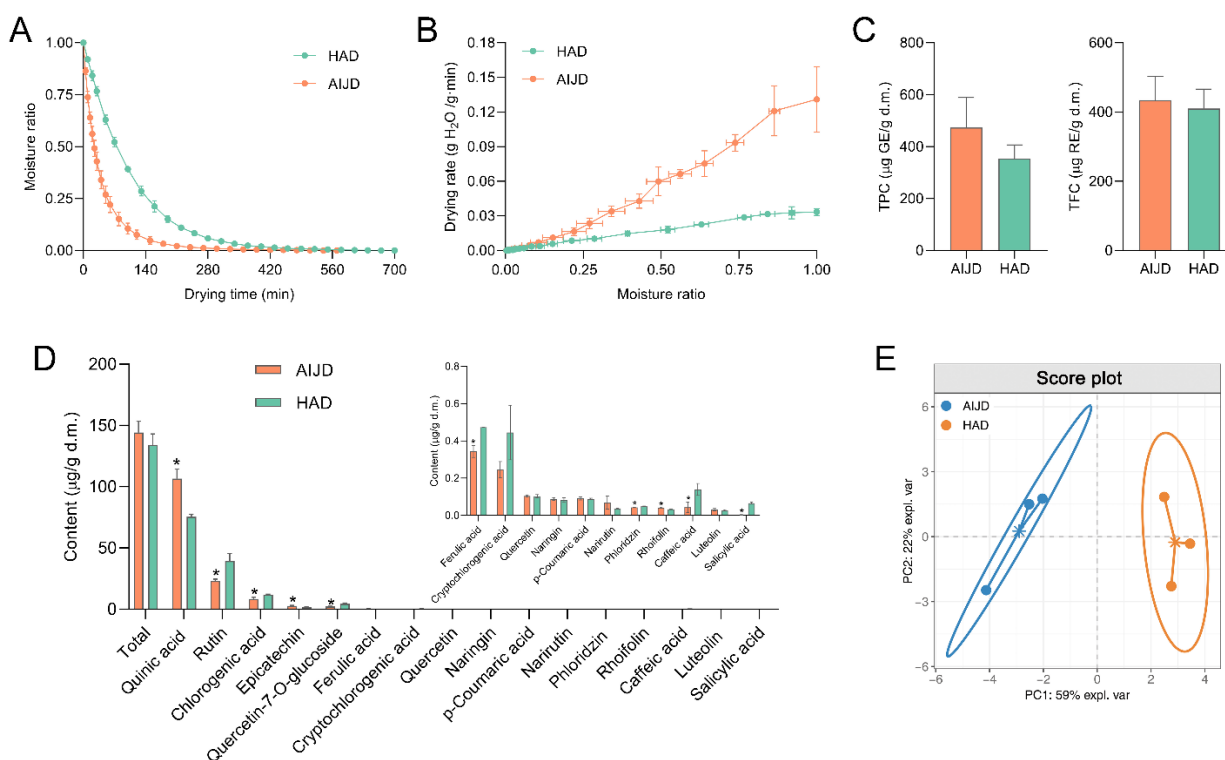 A
1.00
0.75
0.50
0.25
0.00
Moisture ratio
0
140
280
420
560
700
Drying time (min)
HAD
AIJD
B
0.18
0.15
0.12
0.09
0.06
0.03
0.00
Drying rate (g H₂O /g·min)
0.00
0.25
0.50
0.75
1.00
Moisture ratio
HAD
AIJD
C
800
600
400
200
0
TPC (μg GE/g d.m.)
AIJD
HAD
600
400
200
0
TFC (μg RE/g d.m.)
AIJD
HAD
D
200
150
100
50
0
Content (μg/g d.m.)
AIJD
HAD
*
*
*
*
*
Total
Quinic acid
Rutin
Chlorogenic acid
Epicatechin
Quercetin-7-O-glucoside
Ferulic acid
Cryptochlorogenic acid
Quercetin
Naringin
p-Coumaric acid
Narirutin
Phloridzin
Rhoifolin
Caffeic acid
Luteolin
Salicylic acid
0.8
0.6
0.4
0.2
0.0
Content (μg/g d.m.)
*
*
*
*
*
Ferulic acid
Cryptochlorogenic acid
Quercetin
Naringin
p-Coumaric acid
Narirutin
Phloridzin
Rhoifolin
Caffeic acid
Luteolin
Salicylic acid
E
Score plot
AIJD
HAD
6
3
0
−3
−6
PC2: 22% expl. var
−6
−4
−2
0
2
4
PC1: 59% expl. var